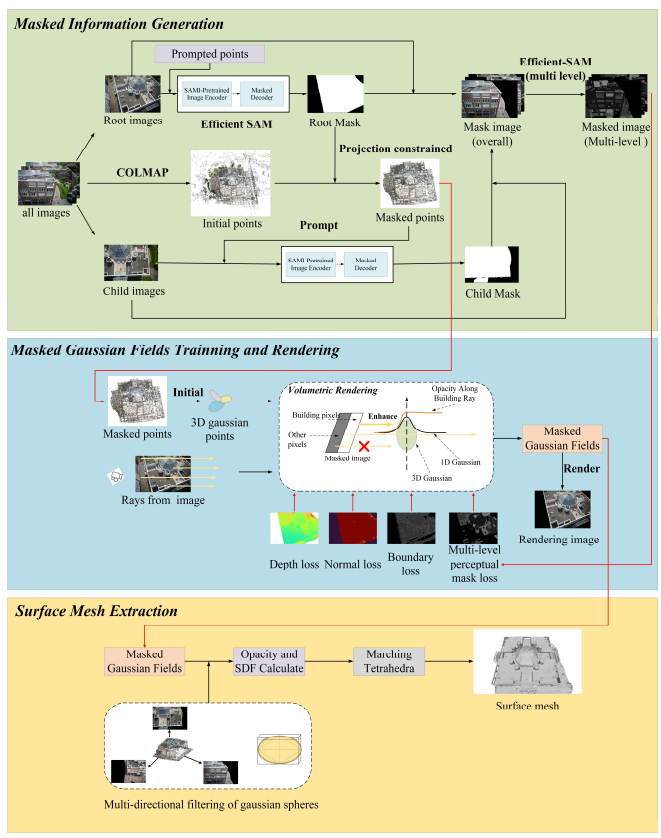 Masked Information Generation
Prompted points
SAMI-Pretrained
Image Encoder
Masked
Decoder
Efficient SAM
Root images
Root Mask
Efficient-SAM
(multi level)
Mask image
(overall)
Masked image
(Multi-level )
Projection constrained
COLMAP
all images
Initial points
Masked points
Prompt
SAMI-Pretrained
Image Encoder
Masked
Decoder
Child images
Child Mask
Masked Gaussian Fields Trainning and Rendering
Initial
Masked points
3D gaussian
points
Rays from image
Volumetric Rendering
Opacity Along
Building Ray
Building pixels
Enhance
Other
pixels
Masked image
1D Gaussian
3D Gaussian
Masked
Gaussian Fields
Render
Rendering image
Depth loss
Normal loss
Boundary
loss
Multi-level
perceptual
mask loss
Surface Mesh Extraction
Masked
Gaussian Fields
Opacity and
SDF Calculate
Marching
Tetrahedra
Surface mesh
Multi-directional filtering of gaussian spheres